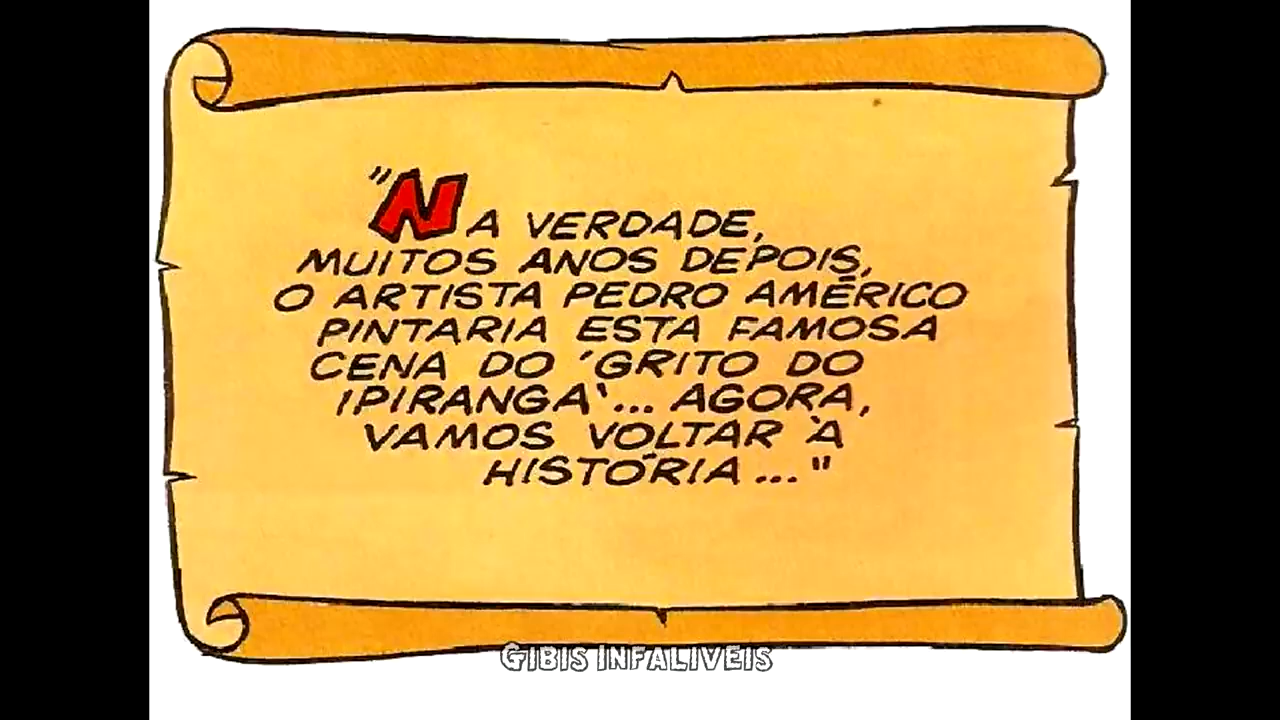 "NA VERDADE,
MUITOS ANOS DEPOIS,
O ARTISTA PEDRO AMÉRICO
PINTARIA ESTA FAMOSA
CENA DO 'GRITO DO
IPIRANGA'... AGORA,
VAMOS VOLTAR À
HISTÓRIA..."
GIBIS INFALIVEIS